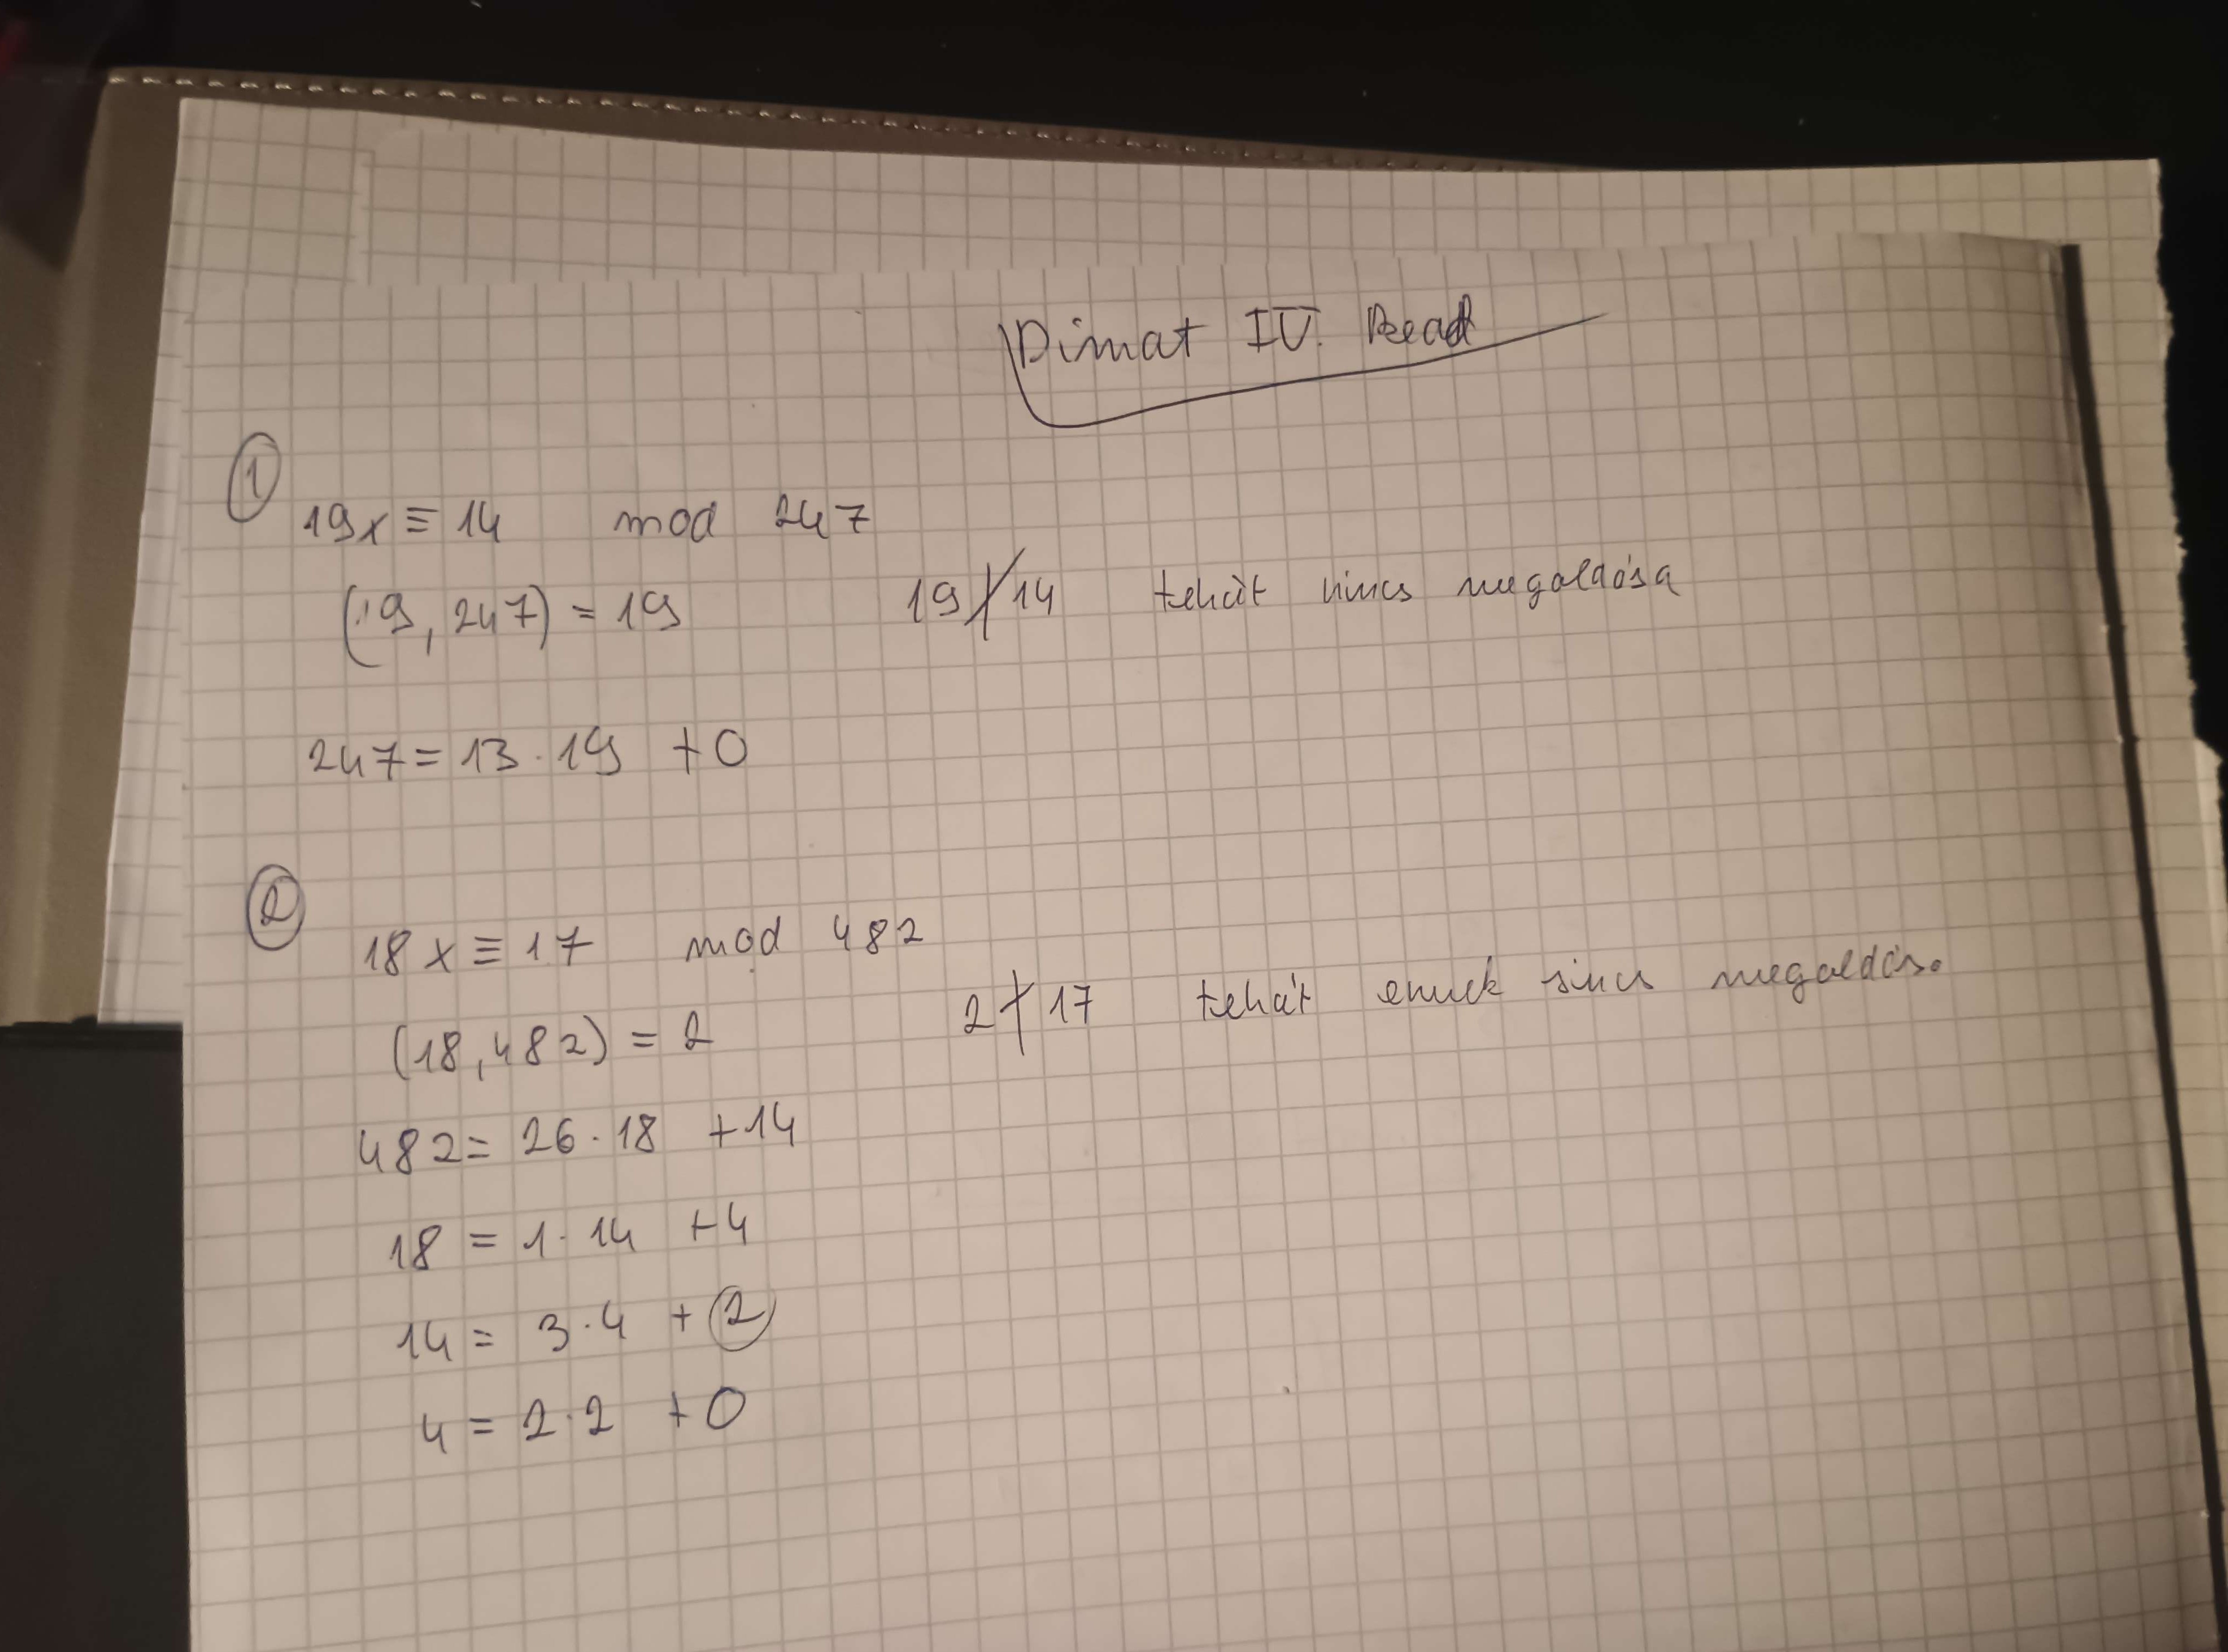 Dimat IV. Bead
1
19x ≡ 14 mod 247
(19, 247) = 19 19∤14 tehát nincs megoldása
247 = 13 · 19 + 0
2
18x ≡ 17 mod 482
(18, 482) = 2 2∤17 tehát ennek sincs megoldás.
482 = 26 · 18 + 14
18 = 1 · 14 + 4
14 = 3 · 4 + 2
4 = 2 · 2 + 0